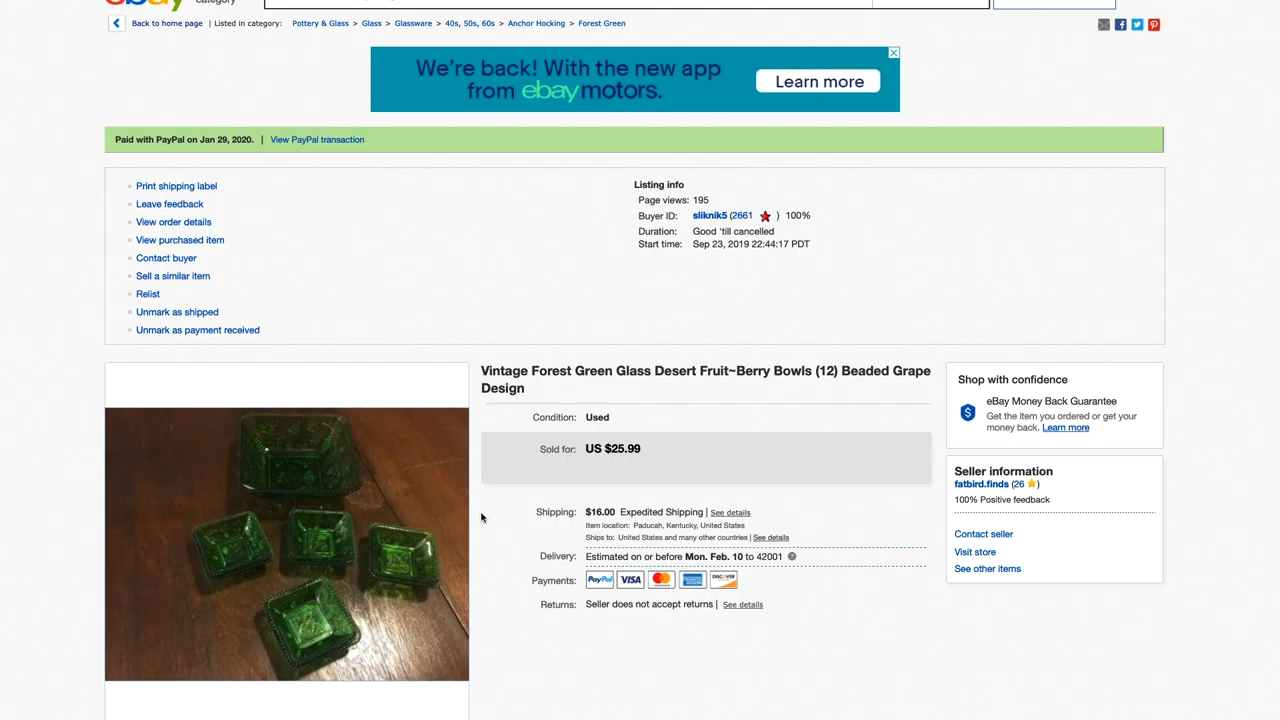 ebay
category
Back to home page | Listed in category: Pottery & Glass > Glass > Glassware > 40s, 50s, 60s > Anchor Hocking > Forest Green
We're back! With the new app
from ebay motors.
Learn more
Paid with PayPal on Jan 29, 2020. | View PayPal transaction
Print shipping label
Leave feedback
View order details
View purchased item
Contact buyer
Sell a similar item
Relist
Unmark as shipped
Unmark as payment received
Listing info
Page views: 195
Buyer ID: sliknik5 (2661 ) 100%
Duration: Good 'till cancelled
Start time: Sep 23, 2019 22:44:17 PDT
Vintage Forest Green Glass Desert Fruit~Berry Bowls (12) Beaded Grape
Design
Condition: Used
Sold for: US $25.99
Shipping: $16.00 Expedited Shipping | See details
Item location: Paducah, Kentucky, United States
Ships to: United States and many other countries | See details
Delivery: Estimated on or before Mon. Feb. 10 to 42001
Payments: PayPal VISA MasterCard DISCOVER
Returns: Seller does not accept returns | See details
Shop with confidence
eBay Money Back Guarantee
Get the item you ordered or get your
money back. Learn more
Seller information
fatbird.finds (26 )
100% Positive feedback
Contact seller
Visit store
See other items